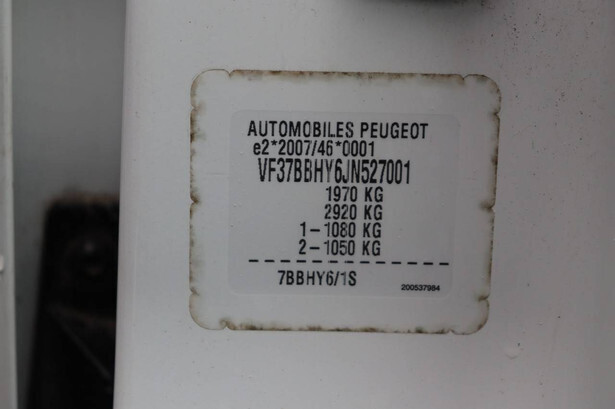 AUTOMOBILES PEUGEOT
e2*2007/46*0001
VF37BBHY6JN527001
1970 KG
2920 KG
1-1080 KG
2-1050 KG
7BBHY6/1S
200537984